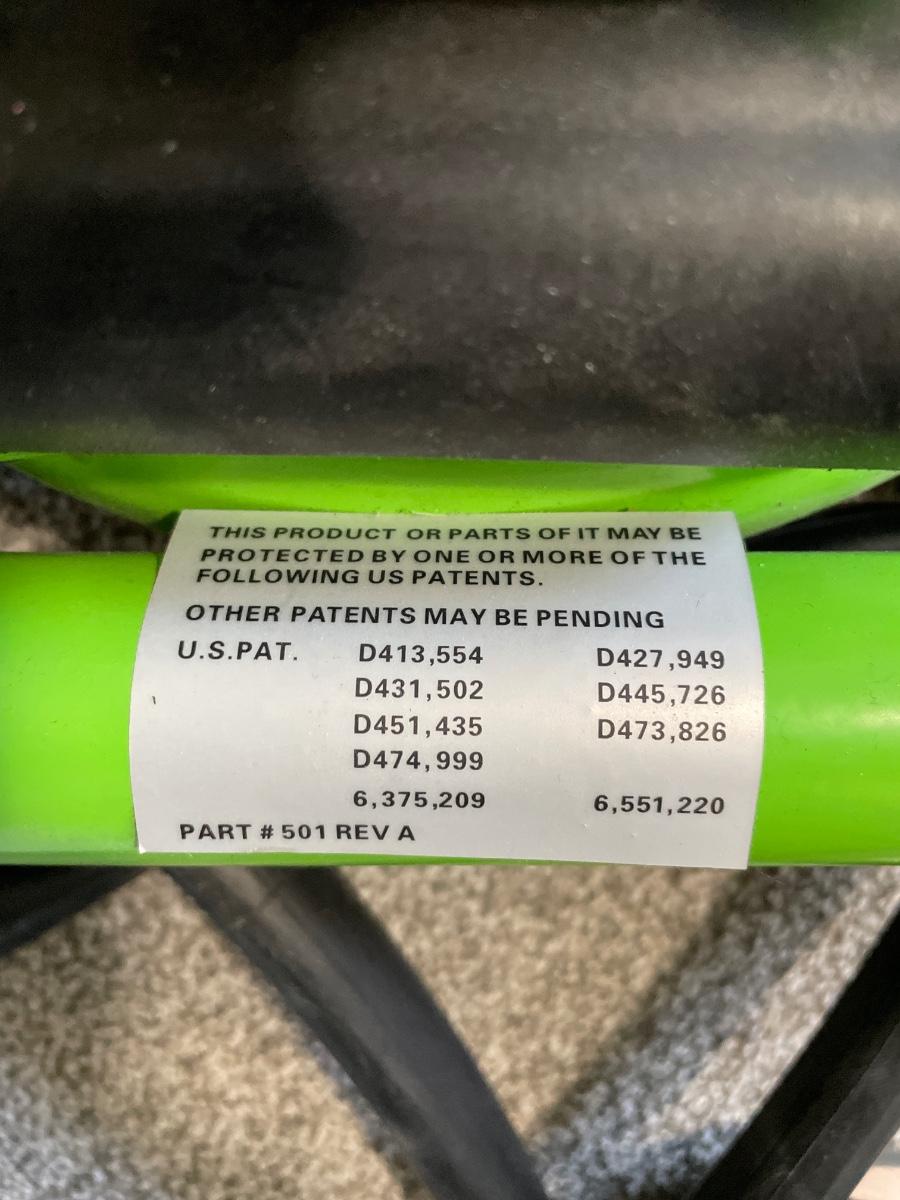 THIS PRODUCT OR PARTS OF IT MAY BE
PROTECTED BY ONE OR MORE OF THE
FOLLOWING US PATENTS.
OTHER PATENTS MAY BE PENDING
U.S.PAT. D413,554 D427,949
D431,502 D445,726
D451,435 D473,826
D474,999
6,375,209 6,551,220
PART # 501 REV A